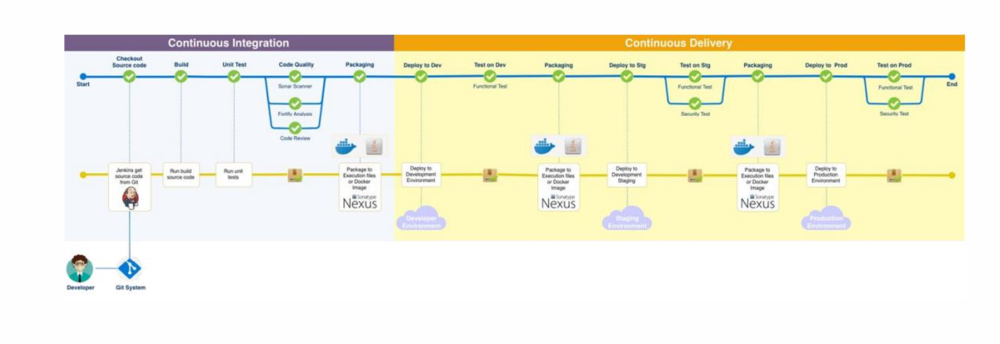 Continuous Integration
Continuous Delivery
Checkout
Source code
Build
Unit Test
Code Quality
Packaging
Deploy to Dev
Test on Dev
Packaging
Deploy to Stg
Test on Stg
Packaging
Deploy to Prod
Test on Prod
Start
End
Sonar Scanner
Fortify Analysis
Code Review
Functional Test
Functional Test
Security Test
Functional Test
Security Test
Jenkins get
source code
from Git
Run build
source code
Run unit
tests
Package to
Execution files
or Docker
Image
Sonatype
Nexus
Deploy to
Development
Environment
Developer
Environment
Package to
Execution files
or Docker
Image
Sonatype
Nexus
Deploy to
Development
Staging
Staging
Environment
Package to
Execution files
or Docker
Image
Sonatype
Nexus
Deploy to
Production
Environment
Production
Environment
Developer
Git System